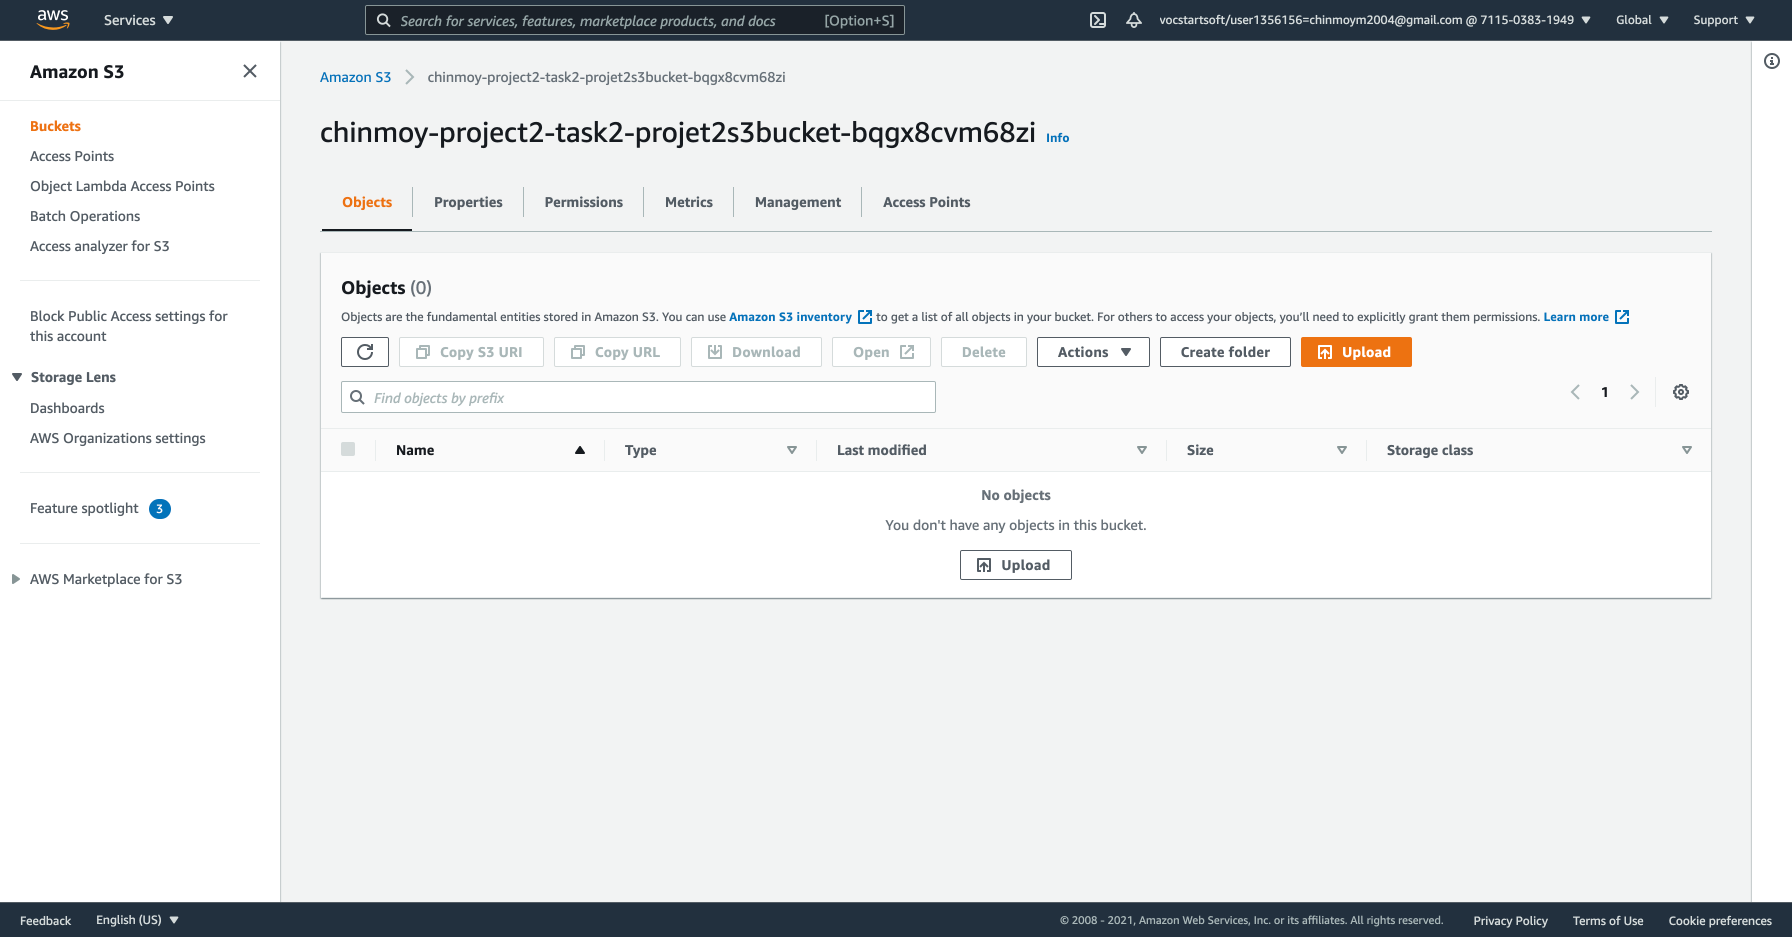 aws Services Search for services, features, marketplace products, and docs [Option+S] vocstartsoft/user1356156=chinmoym2004@gmail.com @ 7115-0383-1949 Global Support
Amazon S3
Buckets
Access Points
Object Lambda Access Points
Batch Operations
Access analyzer for S3
Block Public Access settings for
this account
Storage Lens
Dashboards
AWS Organizations settings
Feature spotlight 3
AWS Marketplace for S3
Amazon S3 chinmoy-project2-task2-projet2s3bucket-bqgx8cvm68zi
chinmoy-project2-task2-projet2s3bucket-bqgx8cvm68zi Info
Objects Properties Permissions Metrics Management Access Points
Objects (0)
Objects are the fundamental entities stored in Amazon S3. You can use Amazon S3 inventory to get a list of all objects in your bucket. For others to access your objects, you'll need to explicitly grant them permissions. Learn more
Copy S3 URI Copy URL Download Open Delete Actions Create folder Upload
Find objects by prefix 1
Name Type Last modified Size Storage class
No objects
You don't have any objects in this bucket.
Upload
Feedback English (US) © 2008 - 2021, Amazon Web Services, Inc. or its affiliates. All rights reserved. Privacy Policy Terms of Use Cookie preferences